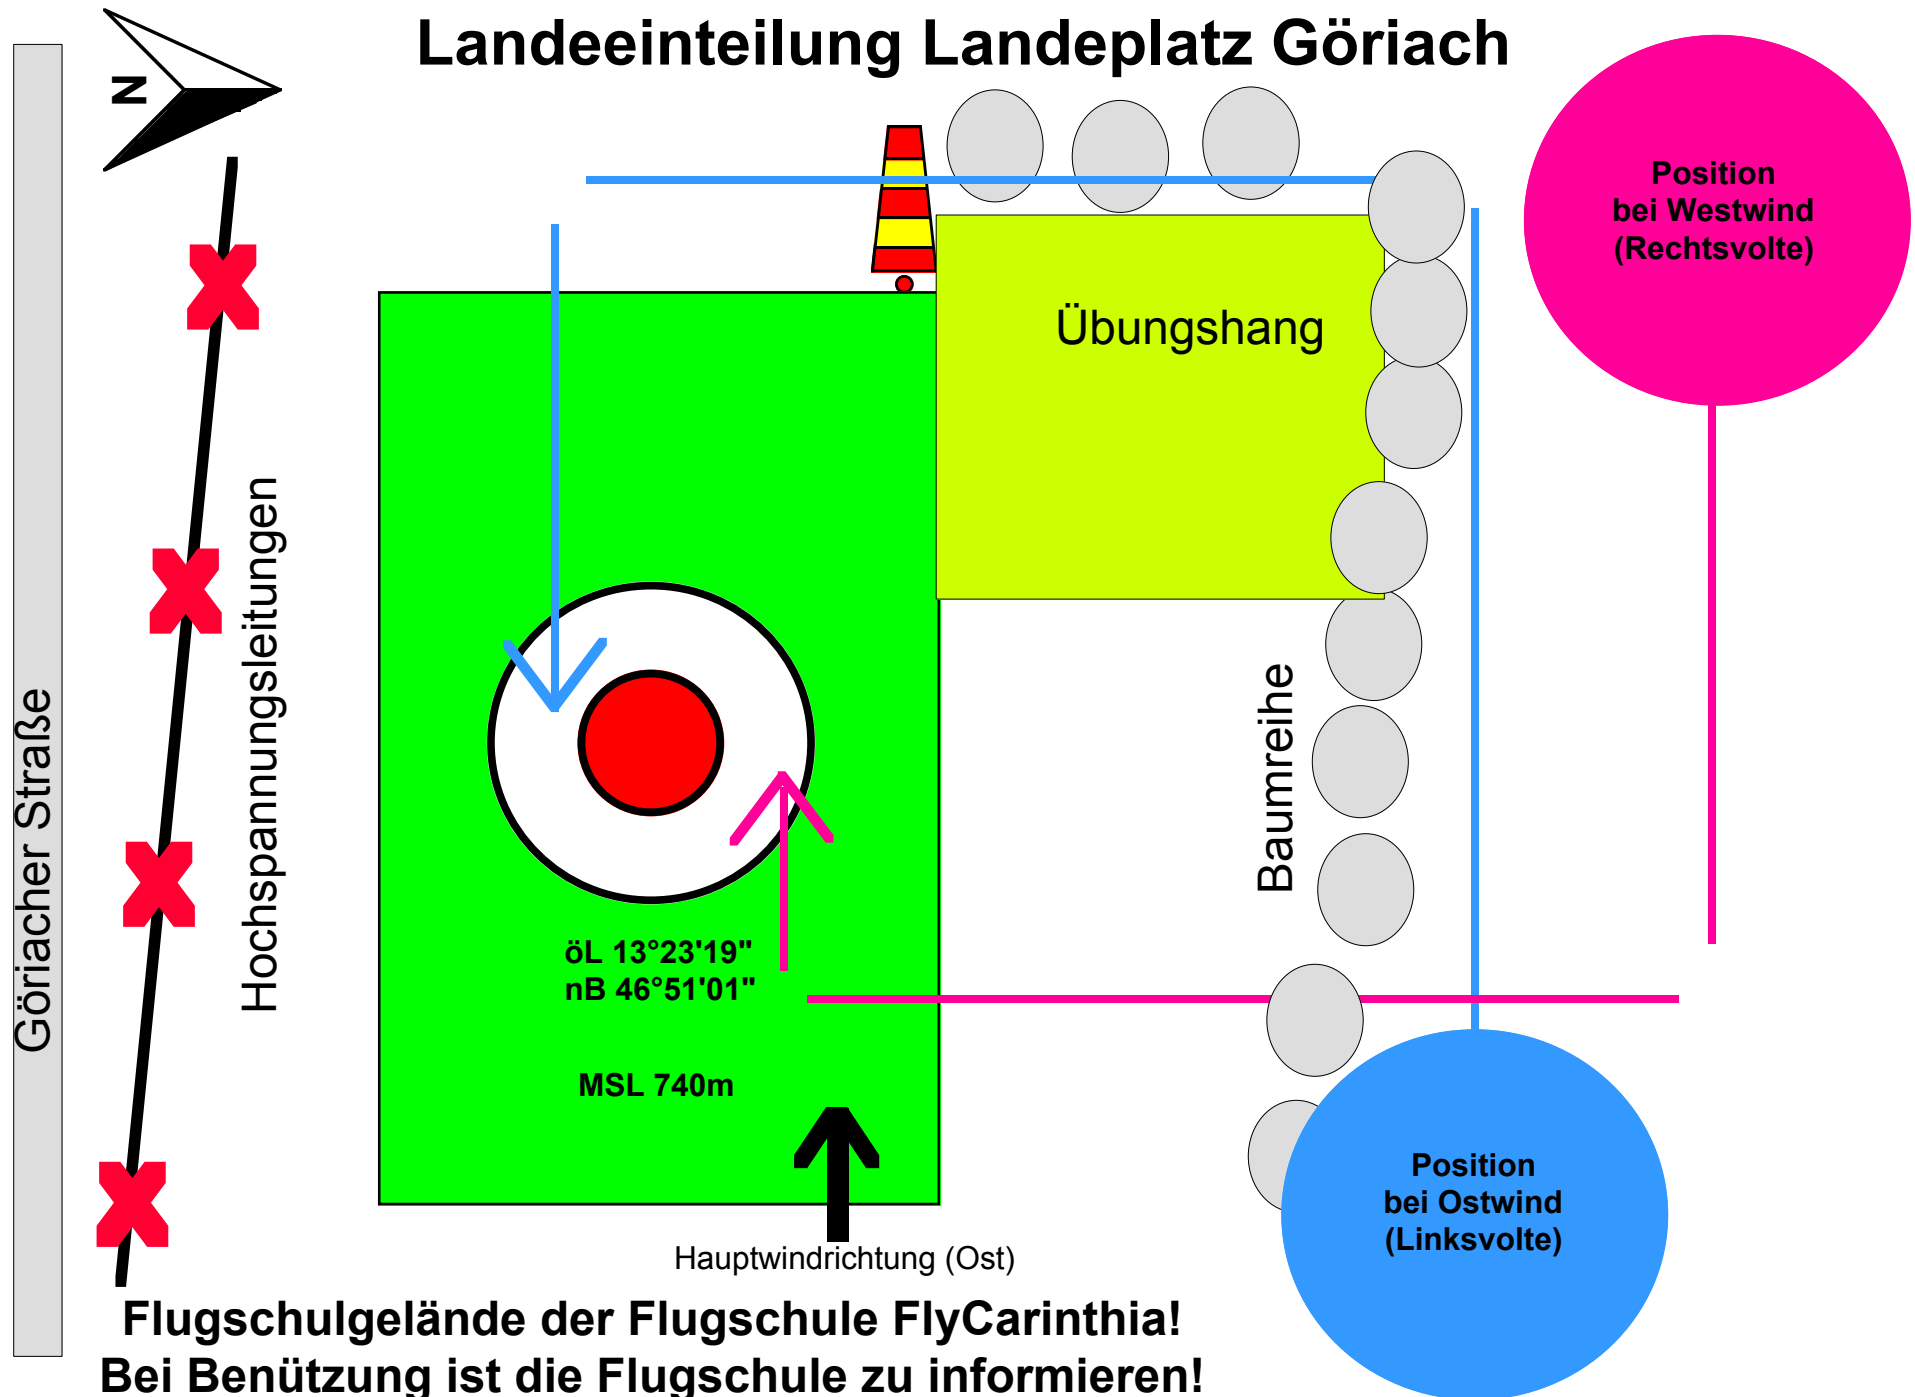 Landeeinteilung Landeplatz Göriach
N
Position
bei Westwind
(Rechtsvolte)
Übungshang
Hochspannungsleitungen
Göriacher Straße
Baumreihe
öL 13°23'19"
nB 46°51'01"
MSL 740m
Position
bei Ostwind
(Linksvolte)
Hauptwindrichtung (Ost)
Flugschulgelände der Flugschule FlyCarinthia!
Bei Benützung ist die Flugschule zu informieren!